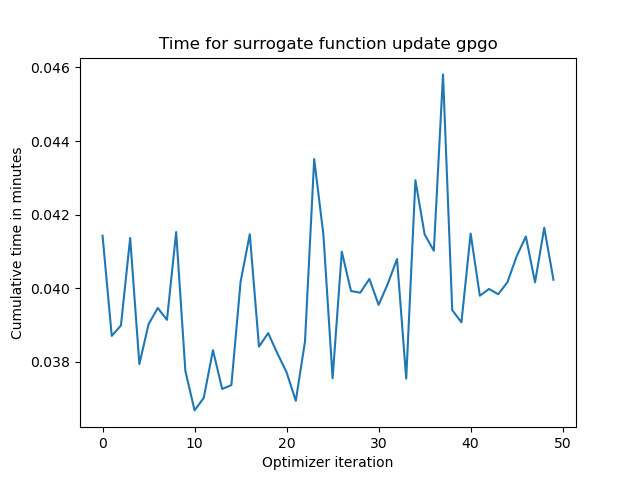 Time for surrogate function update gpgo
0.046
0.044
0.042
0.040
0.038
Cumulative time in minutes
0 10 20 30 40 50
Optimizer iteration